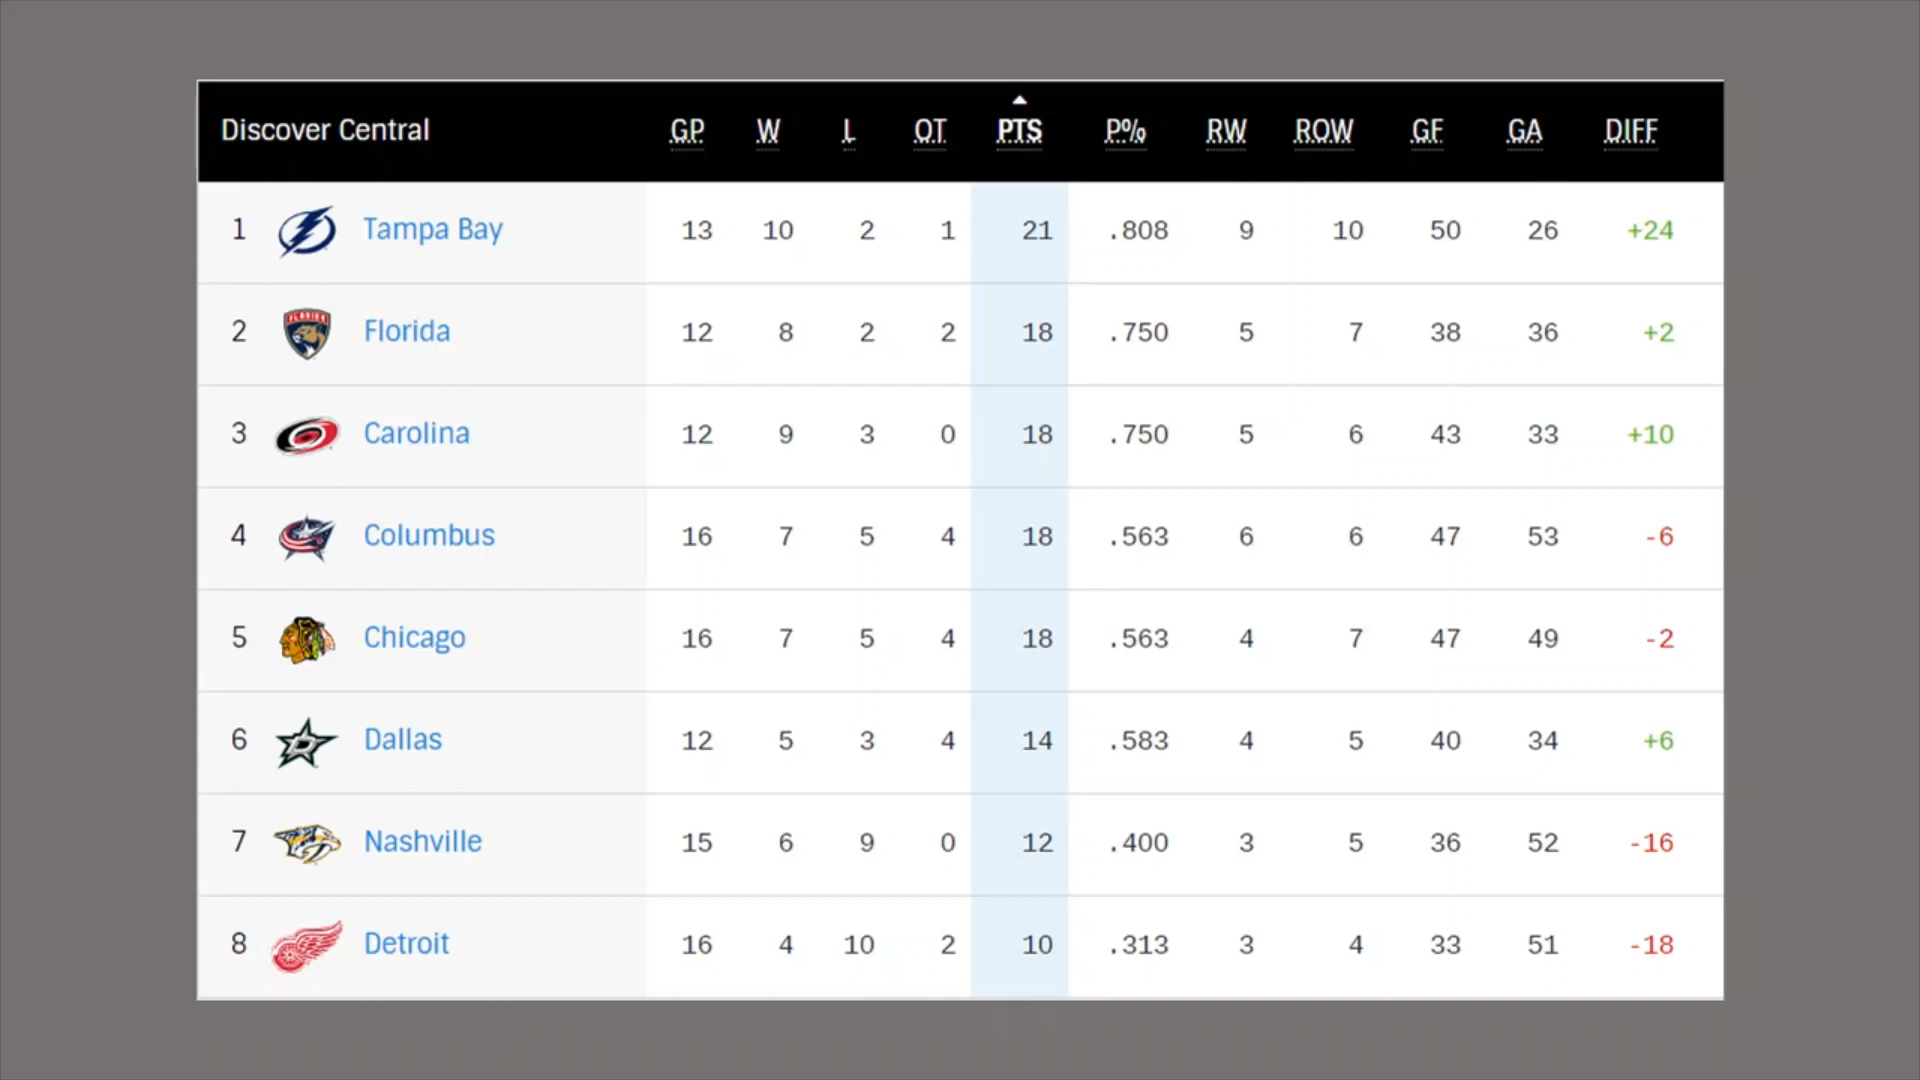 Discover Central GP W L OT PTS P% RW ROW GF GA DIFF
1 Tampa Bay 13 10 2 1 21 .808 9 10 50 26 +24
2 FLORIDA Florida 12 8 2 2 18 .750 5 7 38 36 +2
3 Carolina 12 9 3 0 18 .750 5 6 43 33 +10
4 Columbus 16 7 5 4 18 .563 6 6 47 53 -6
5 Chicago 16 7 5 4 18 .563 4 7 47 49 -2
6 Dallas 12 5 3 4 14 .583 4 5 40 34 +6
7 Nashville 15 6 9 0 12 .400 3 5 36 52 -16
8 Detroit 16 4 10 2 10 .313 3 4 33 51 -18